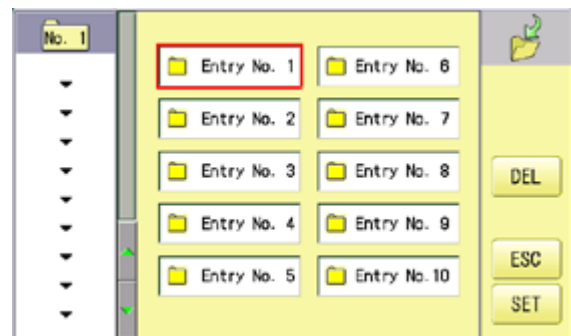 No. 1
Entry No. 1
Entry No. 6
Entry No. 2
Entry No. 7
Entry No. 3
Entry No. 8
DEL
Entry No. 4
Entry No. 9
Entry No. 5
Entry No.10
ESC
SET